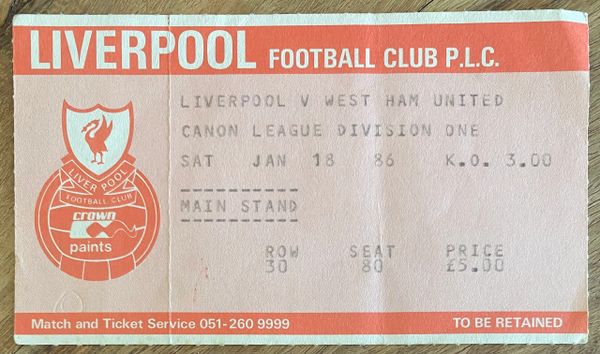 LIVERPOOL FOOTBALL CLUB P.L.C.
LIVERPOOL V WEST HAM UNITED
CANON LEAGUE DIVISION ONE
SAT JAN 18 86 K.O. 3.00
MAIN STAND
LIVERPOOL
FOOTBALL CLUB
crown
paints
ROW SEAT PRICE
30 80 £5.00
Match and Ticket Service 051-260 9999 TO BE RETAINED